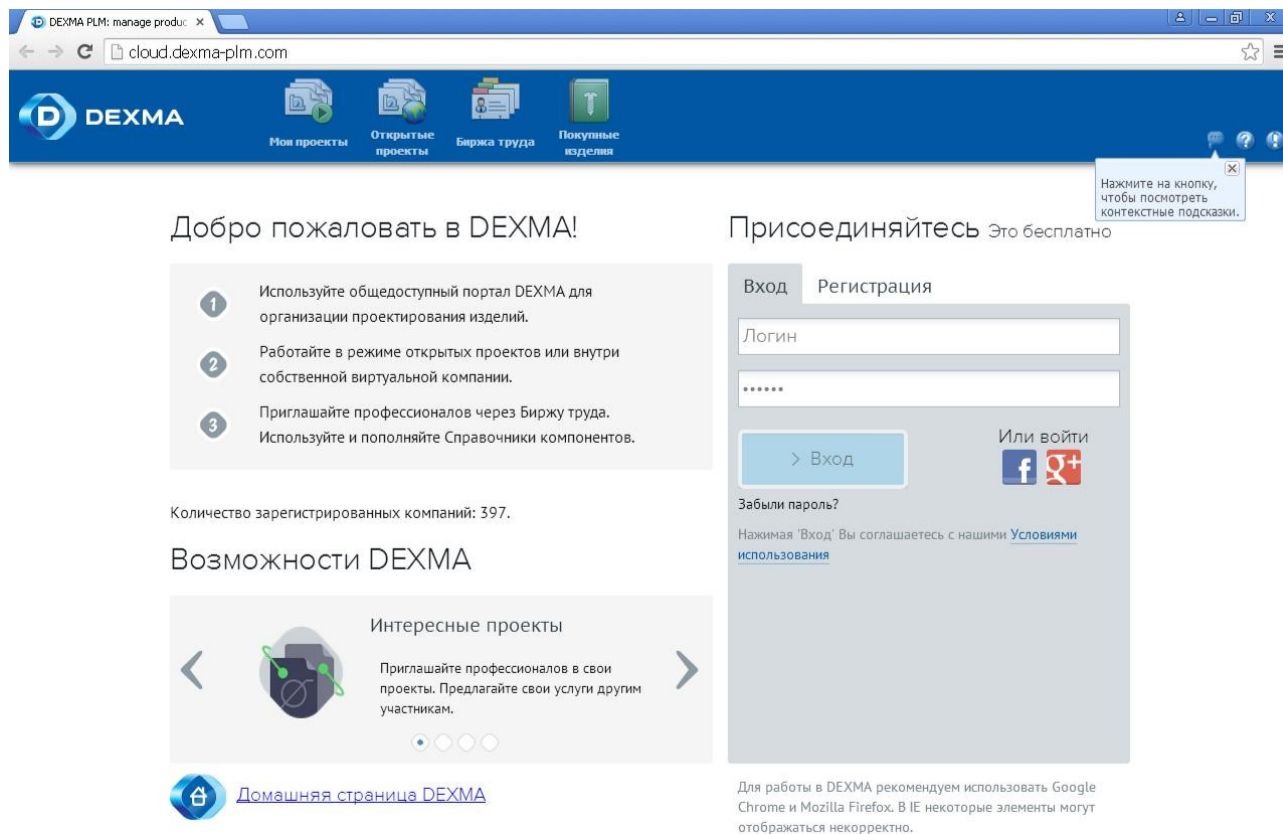 DEXMA PLM: manage produc
cloud.dexma-plm.com
DEXMA
Мои проекты
Открытые
проекты
Биржа труда
Покупные
изделия
Нажмите на кнопку,
чтобы посмотреть
контекстные подсказки.
Добро пожаловать в DEXMA!
1
Используйте общедоступный портал DEXMA для
организации проектирования изделий.
2
Работайте в режиме открытых проектов или внутри
собственной виртуальной компании.
3
Приглашайте профессионалов через Биржу труда.
Используйте и пополняйте Справочники компонентов.
Количество зарегистрированных компаний: 397.
Возможности DEXMA
Интересные проекты
Приглашайте профессионалов в свои
проекты. Предлагайте свои услуги другим
участникам.
Домашняя страница DEXMA
Присоединяйтесь Это бесплатно
Вход Регистрация
Логин
••••••
> Вход
Или войти
f g+
Забыли пароль?
Нажимая 'Вход' Вы соглашаетесь с нашими Условиями
использования
Для работы в DEXMA рекомендуем использовать Google
Chrome и Mozilla Firefox. В IE некоторые элементы могут
отображаться некорректно.